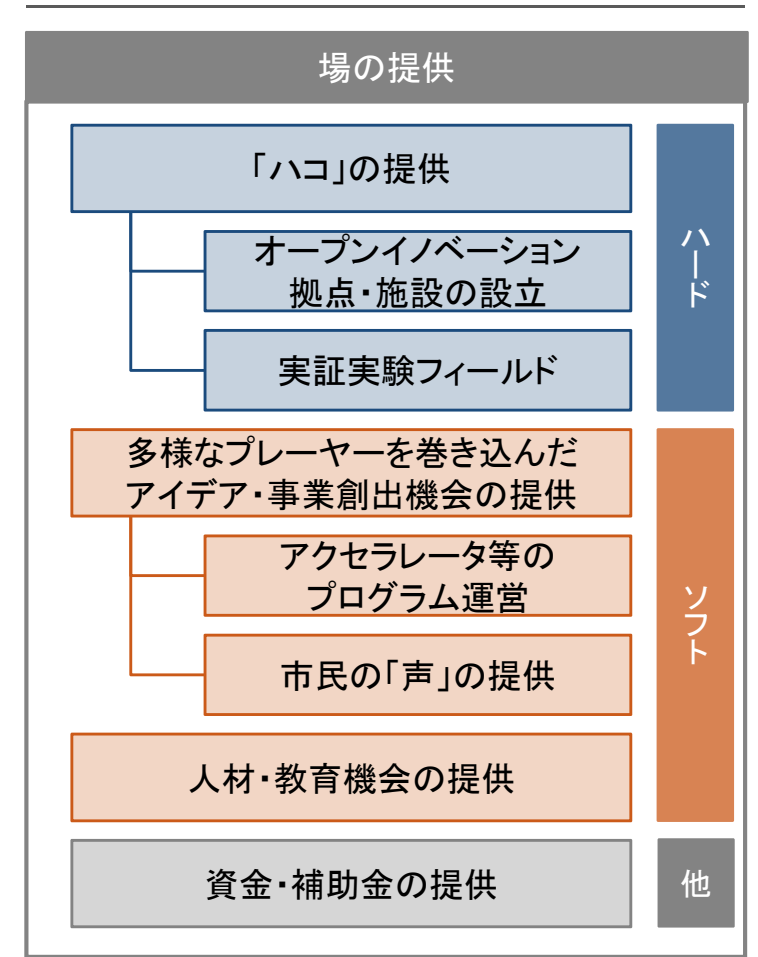 場の提供
「ハコ」の提供
オープンイノベーション
拠点・施設の設立
実証実験フィールド
ハード
多様なプレーヤーを巻き込んだ
アイデア・事業創出機会の提供
アクセラレータ等の
プログラム運営
市民の「声」の提供
人材・教育機会の提供
ソフト
資金・補助金の提供
他